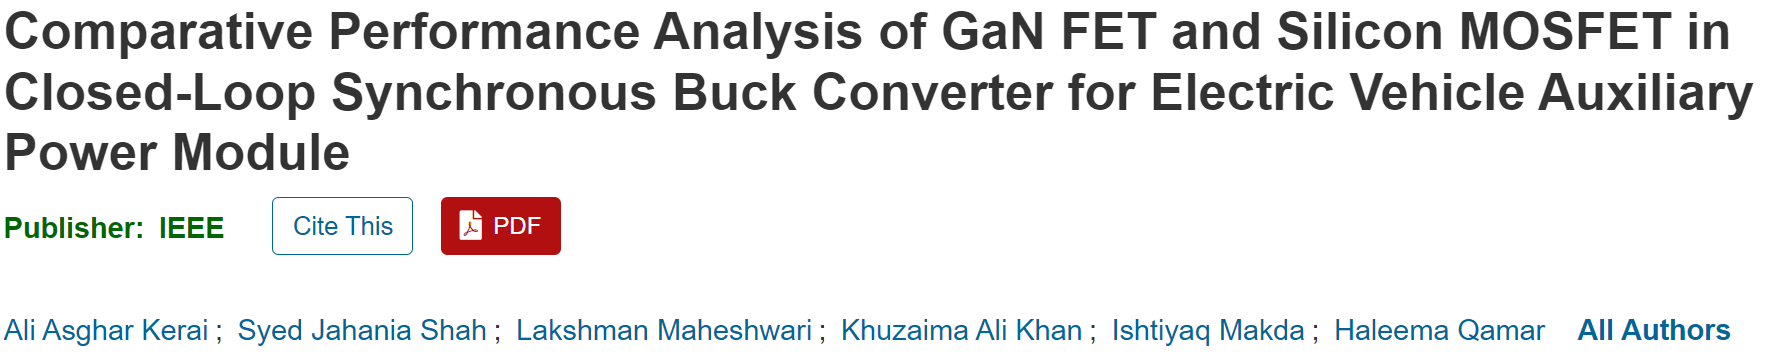 Comparative Performance Analysis of GaN FET and Silicon MOSFET in
Closed-Loop Synchronous Buck Converter for Electric Vehicle Auxiliary
Power Module
Publisher: IEEE Cite This PDF
Ali Asghar Kerai ; Syed Jahania Shah ; Lakshman Maheshwari ; Khuzaima Ali Khan ; Ishtiyaq Makda ; Haleema Qamar All Authors